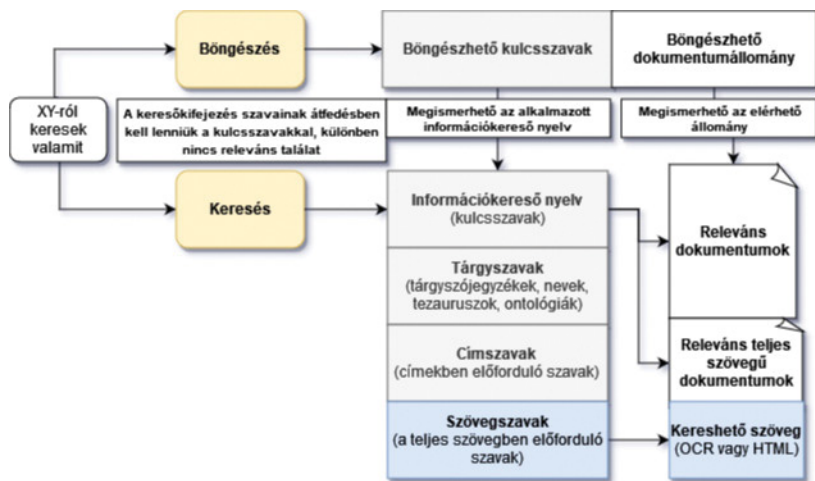 Böngészés
Böngészhető kulcsszavak
Böngészhető
dokumentumállomány
XY-ról
keresek
valamit
A keresőkifejezés szavainak átfedésben
kell lenniük a kulcsszavakkal, különben
nincs releváns találat
Megismerhető az alkalmazott
információkereső nyelv
Megismerhető az elérhető
állomány
Keresés
Információkereső nyelv
(kulcsszavak)
Tárgyszavak
(tárgyszójegyzékek, nevek,
tezauruszok, ontológiák)
Címszavak
(címekben előforduló szavak)
Szövegszavak
(a teljes szövegben előforduló
szavak)
Releváns
dokumentumok
Releváns teljes
szövegű
dokumentumok
Kereshető szöveg
(OCR vagy HTML)